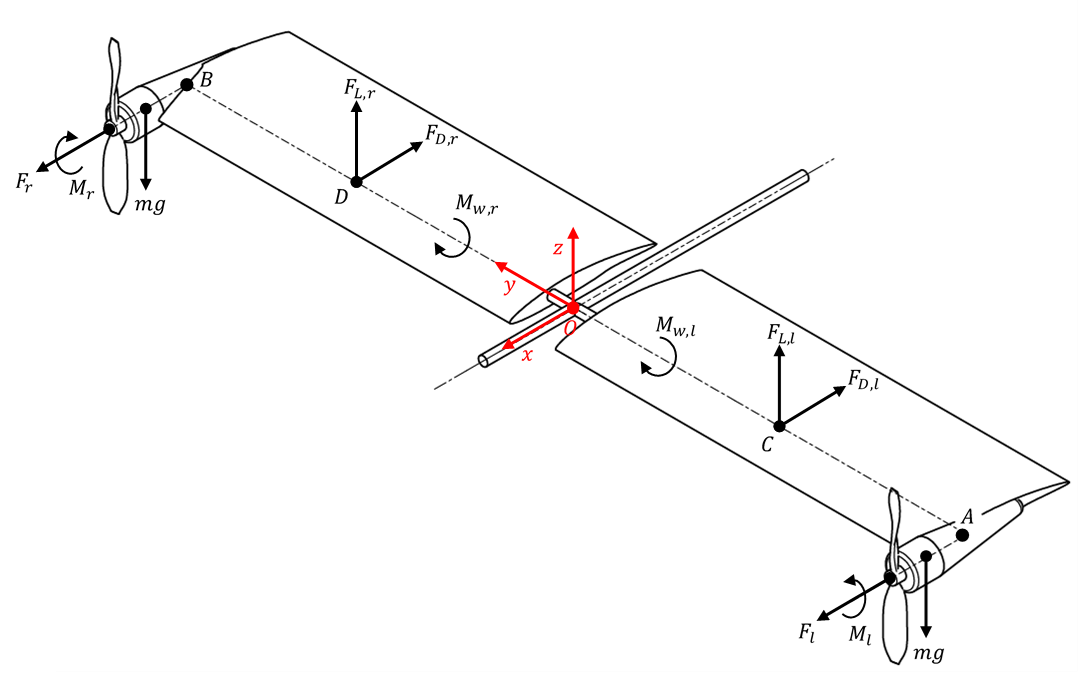 B
F_{L,r}
F_{D,r}
F_r
M_r
mg
D
M_{w,r}
z
y
O
x
M_{w,l}
F_{L,l}
F_{D,l}
C
A
F_l
M_l
mg